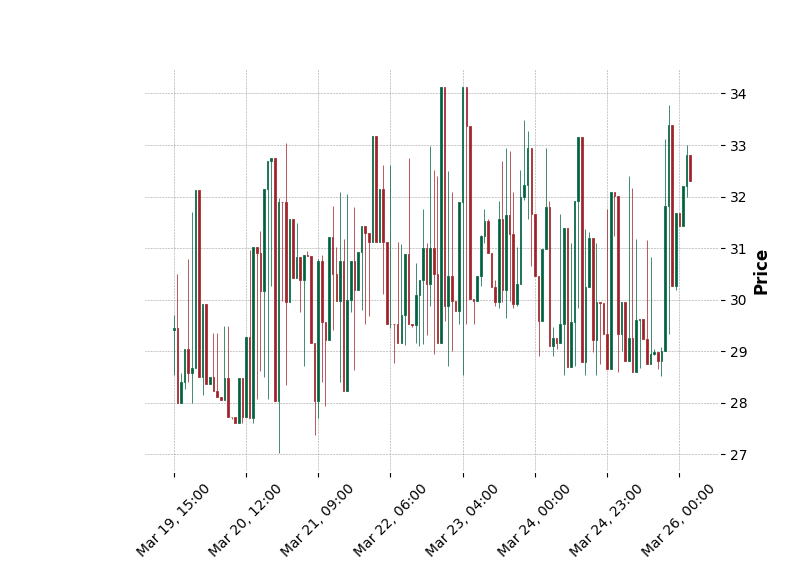 34
33
32
31
30
29
28
27
Price
Mar 19, 15:00
Mar 20, 12:00
Mar 21, 09:00
Mar 22, 06:00
Mar 23, 04:00
Mar 24, 00:00
Mar 24, 23:00
Mar 26, 00:00